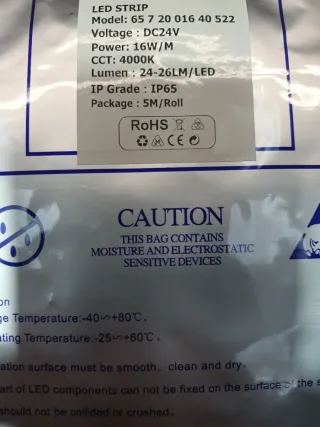 LED STRIP
Model: 65 7 20 016 40 522
Voltage : DC24V
Power: 16W/M
CCT: 4000K
Lumen : 24-26LM/LED
IP Grade : IP65
Package : 5M/Roll
RoHS
CE
CAUTION
THIS BAG CONTAINS
MOISTURE AND ELECTROSTATIC
SENSITIVE DEVICES
on
ge Temperature:-40∽+80℃.
ating Temperature:-25∽+60℃.
ation surface must be smooth, clean and dry.
art of LED components can not be fixed on the surface of the s
should not be collided or crushed.